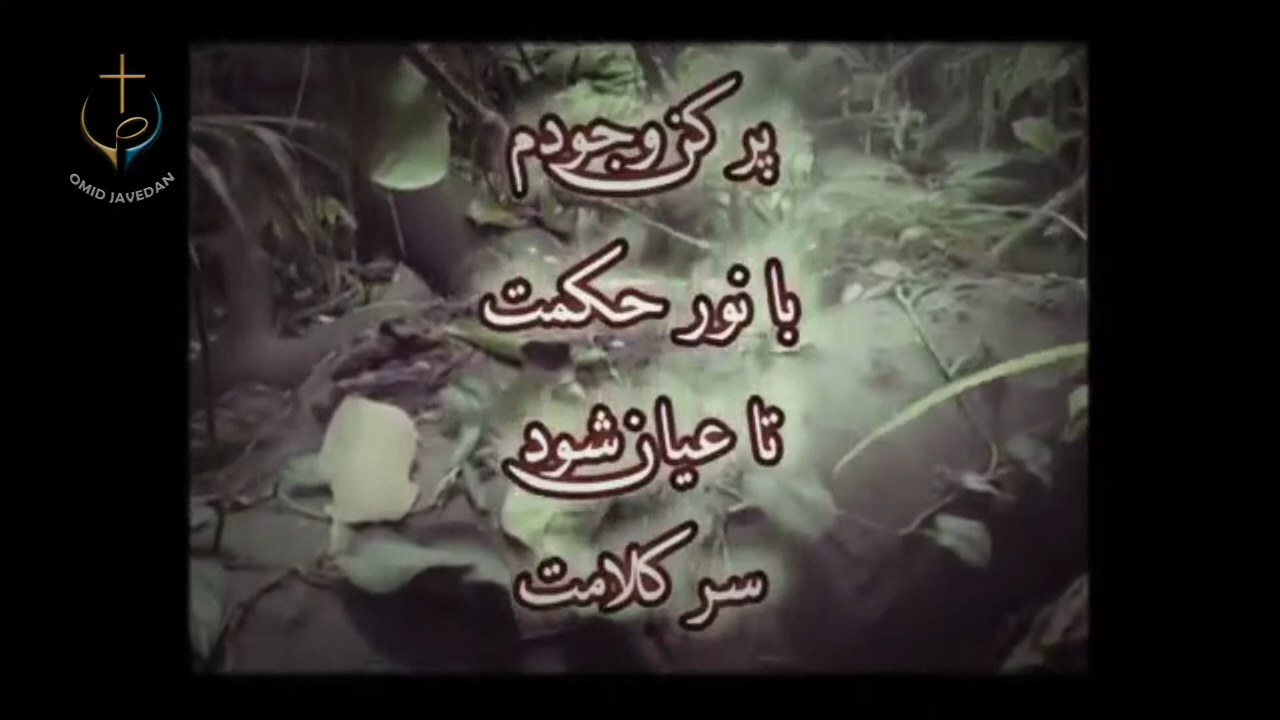 OMID JAVEDAN
پر کن وجودم
با نور حکمت
تا عیان شود
سر کلامت